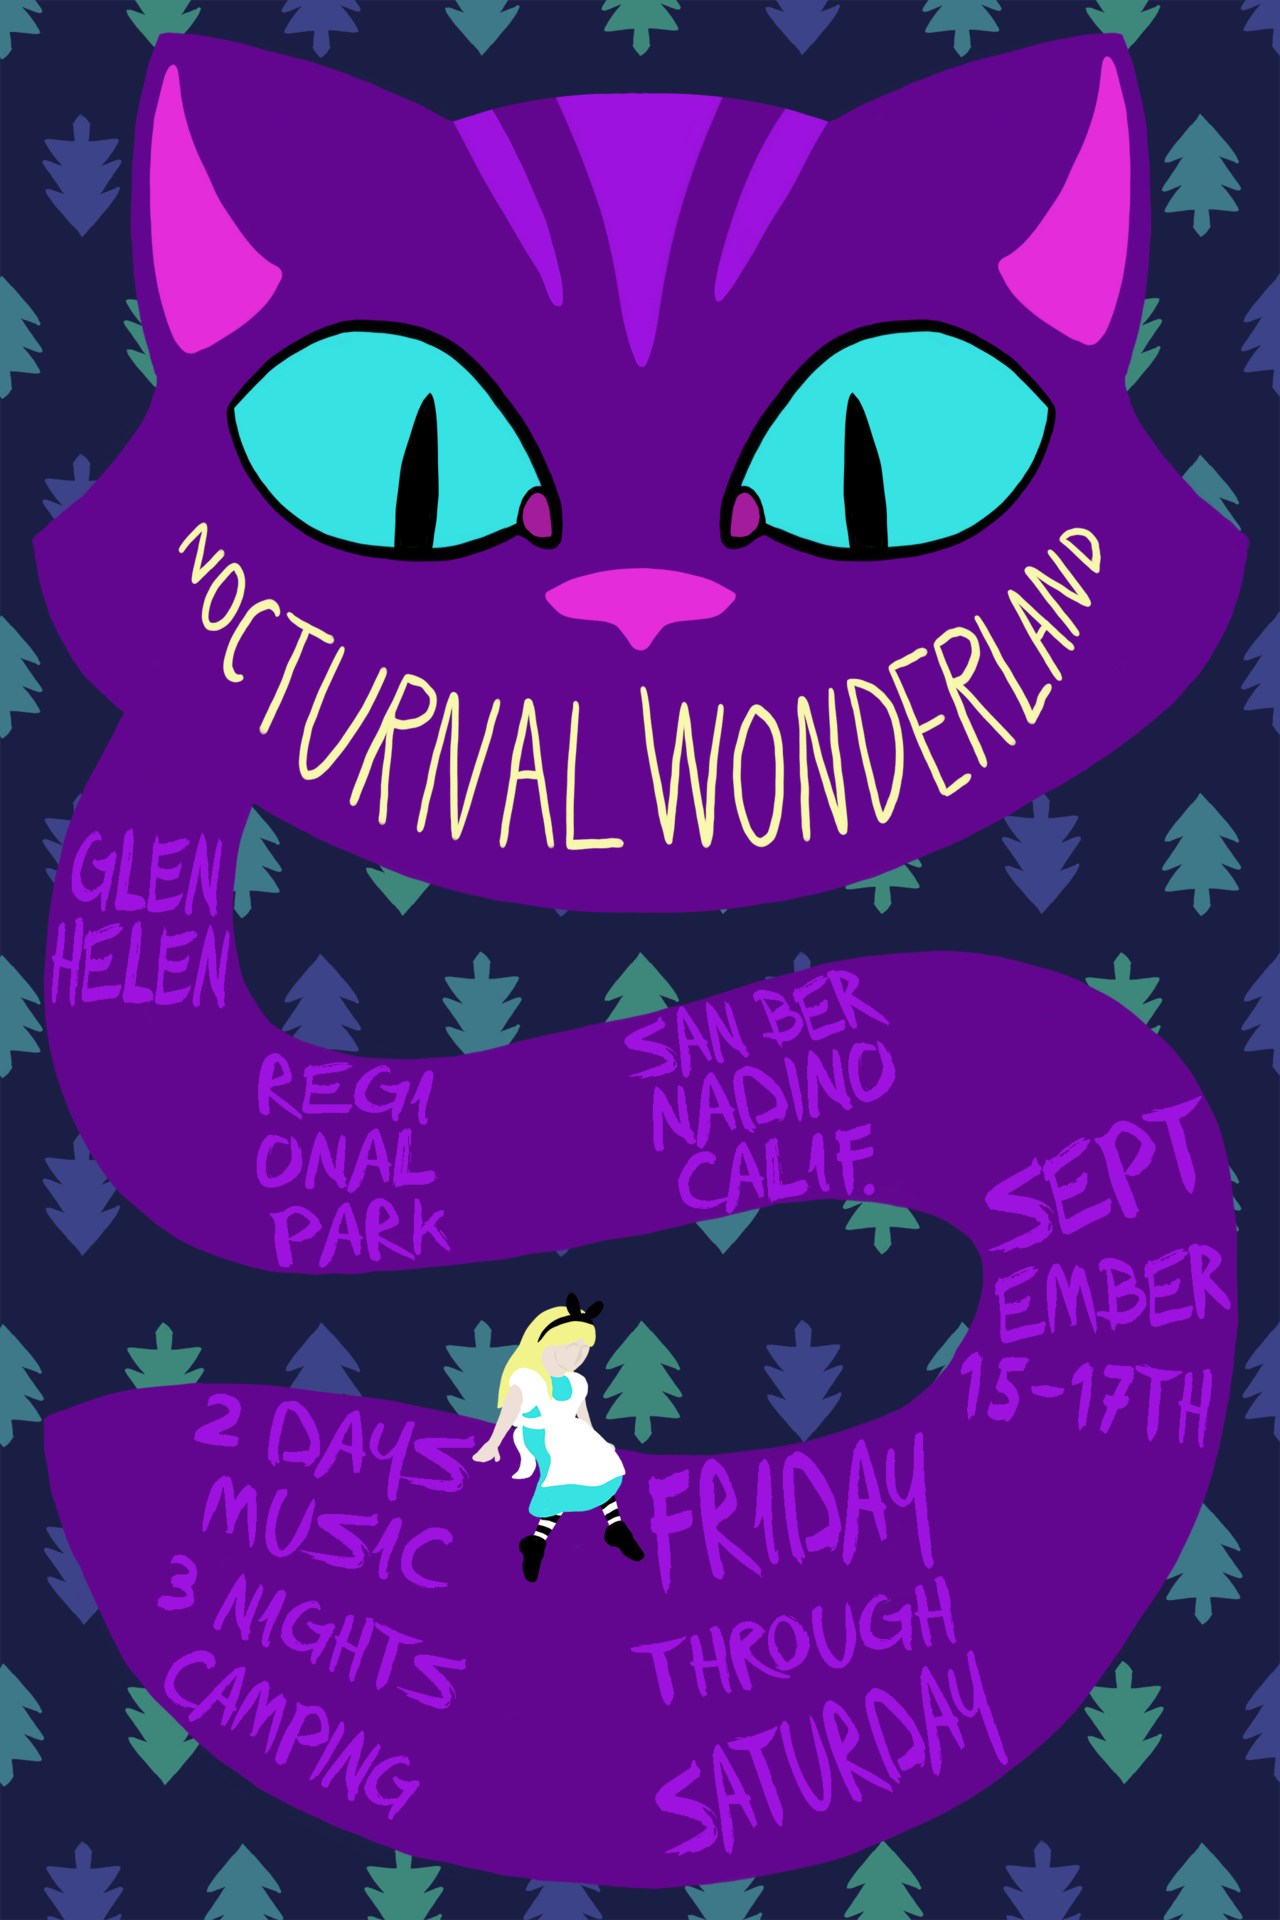 NOCTURNAL WONDERLAND
GLEN
HELEN
REGI
ONAL
PARK
SAN BER
NADINO
CALIF.
SEPT
EMBER
15-17TH
2 DAYS
MUSIC
3 NIGHTS
CAMPING
FRIDAY
THROUGH
SATURDAY